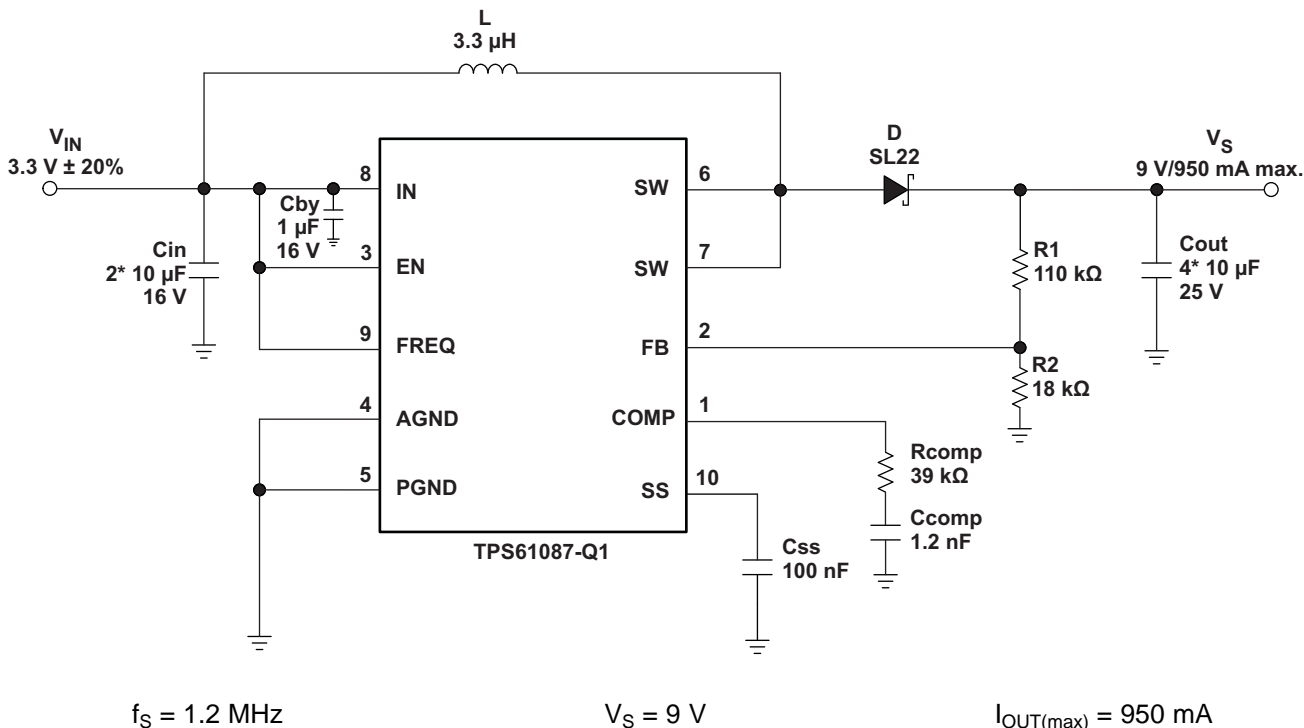 L
3.3 µH
V_IN
3.3 V ± 20%
D
SL22
V_S
9 V/950 mA max.
8
IN
SW
6
Cby
1 µF
16 V
Cin
2* 10 µF
16 V
3
EN
SW
7
R1
110 kΩ
Cout
4* 10 µF
25 V
9
FREQ
FB
2
R2
18 kΩ
4
AGND
COMP
1
Rcomp
39 kΩ
5
PGND
SS
10
Ccomp
1.2 nF
Css
100 nF
TPS61087-Q1
f_S = 1.2 MHz
V_S = 9 V
I_OUT(max) = 950 mA